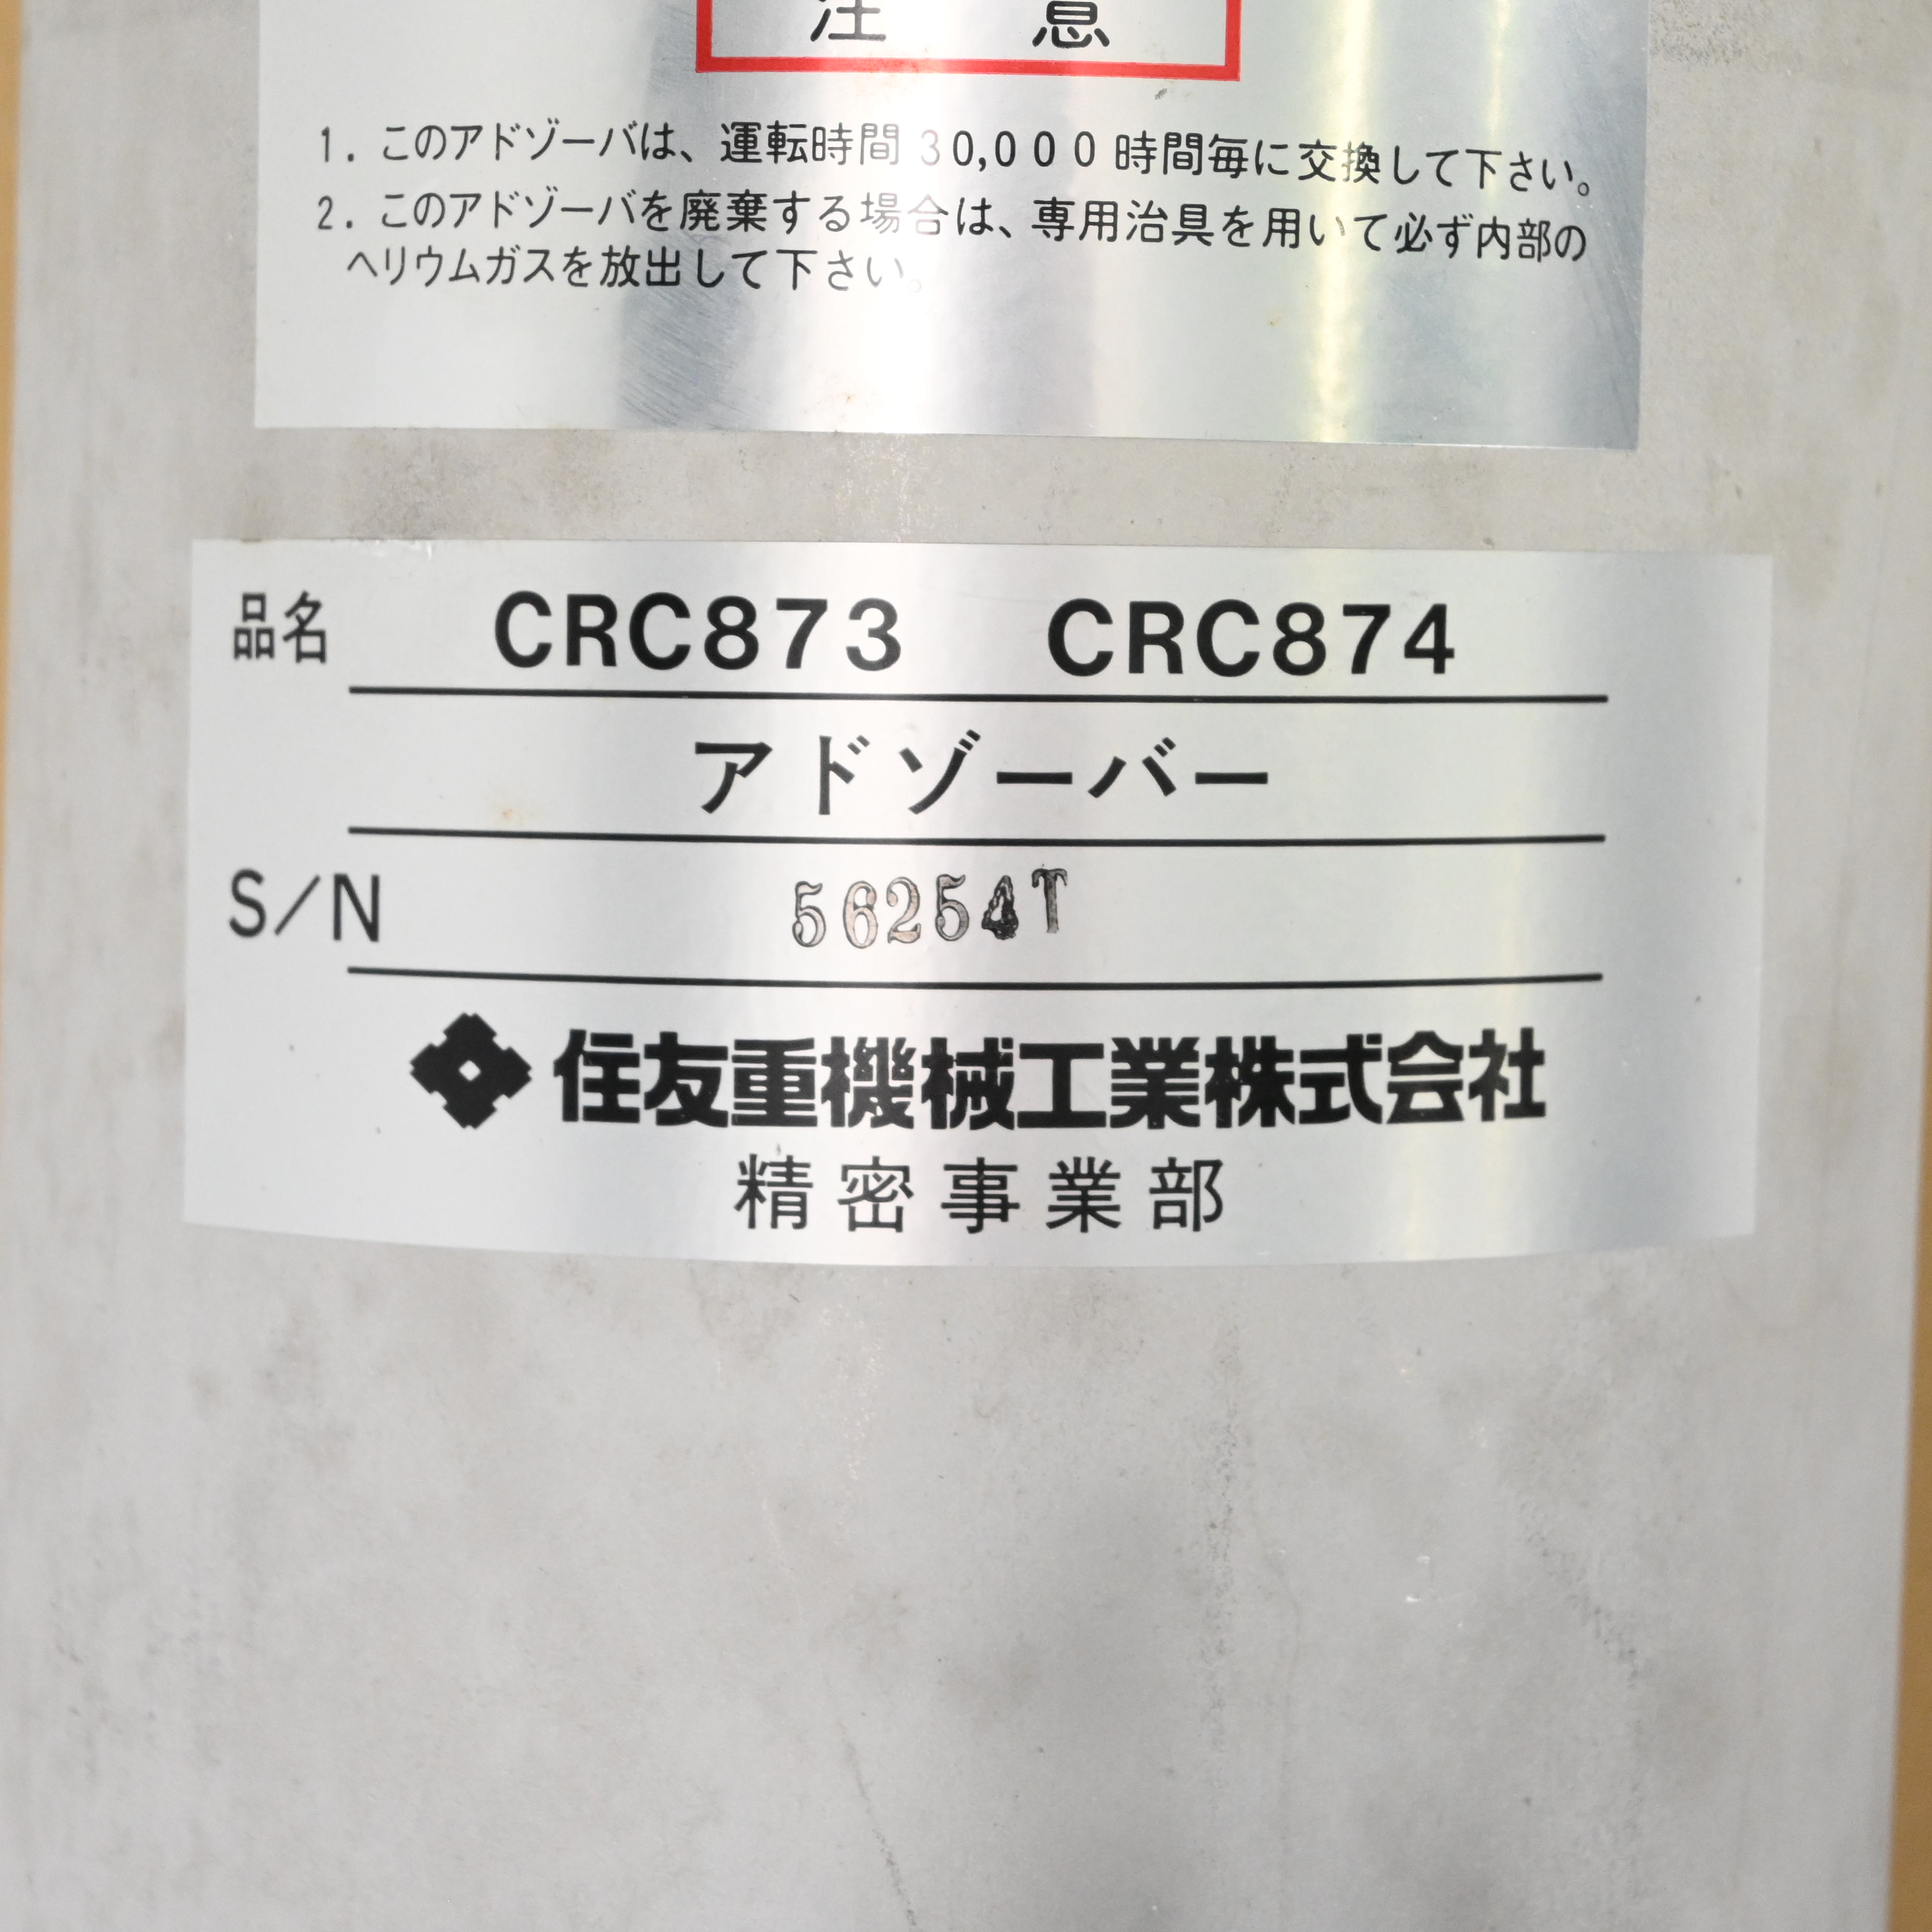 注 意
1. このアドゾーバは、運転時間30,000時間毎に交換して下さい。
2. このアドゾーバを廃棄する場合は、専用治具を用いて必ず内部の
ヘリウムガスを放出して下さい。
品名 CRC873 CRC874
アドゾーバー
S/N 56254T
住友重機械工業株式会社
精密事業部